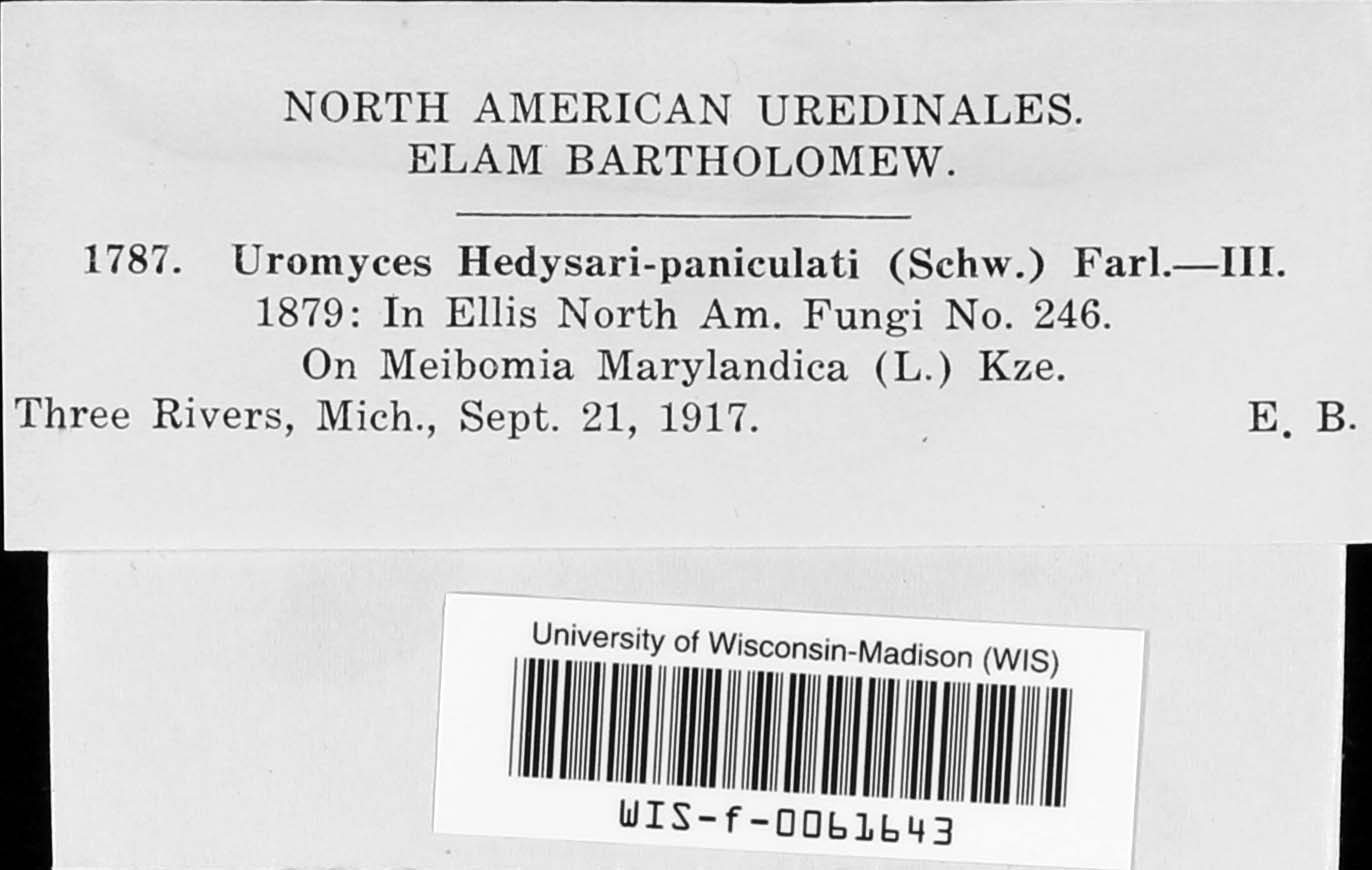 NORTH AMERICAN UREDINALES.
ELAM BARTHOLOMEW.
1787. Uromyces Hedysari-paniculati (Schw.) Farl.—III.
1879: In Ellis North Am. Fungi No. 246.
On Meibomia Marylandica (L.) Kze.
Three Rivers, Mich., Sept. 21, 1917. E. B.
University of Wisconsin-Madison (WIS)
WIS-f-0061643